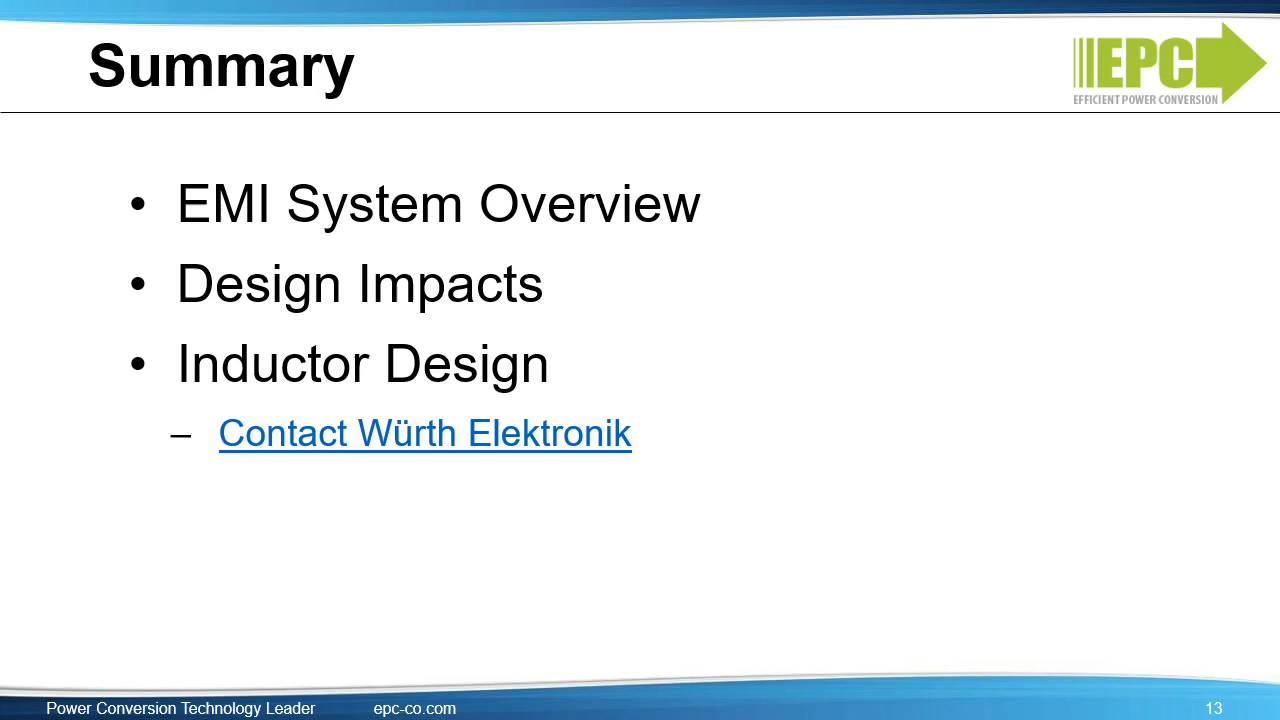 Summary
EPC
EFFICIENT POWER CONVERSION
• EMI System Overview
• Design Impacts
• Inductor Design
– Contact Würth Elektronik
Power Conversion Technology Leader epc-co.com 13